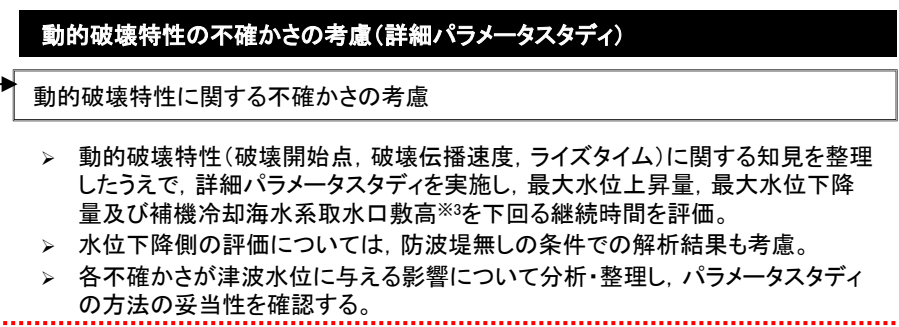 動的破壊特性の不確かさの考慮(詳細パラメータスタディ)
動的破壊特性に関する不確かさの考慮
➢ 動的破壊特性(破壊開始点，破壊伝播速度，ライズタイム)に関する知見を整理
したうえで，詳細パラメータスタディを実施し，最大水位上昇量，最大水位下降
量及び補機冷却海水系取水口敷高※3を下回る継続時間を評価。
➢ 水位下降側の評価については，防波堤無しの条件での解析結果も考慮。
➢ 各不確かさが津波水位に与える影響について分析・整理し，パラメータスタディ
の方法の妥当性を確認する。